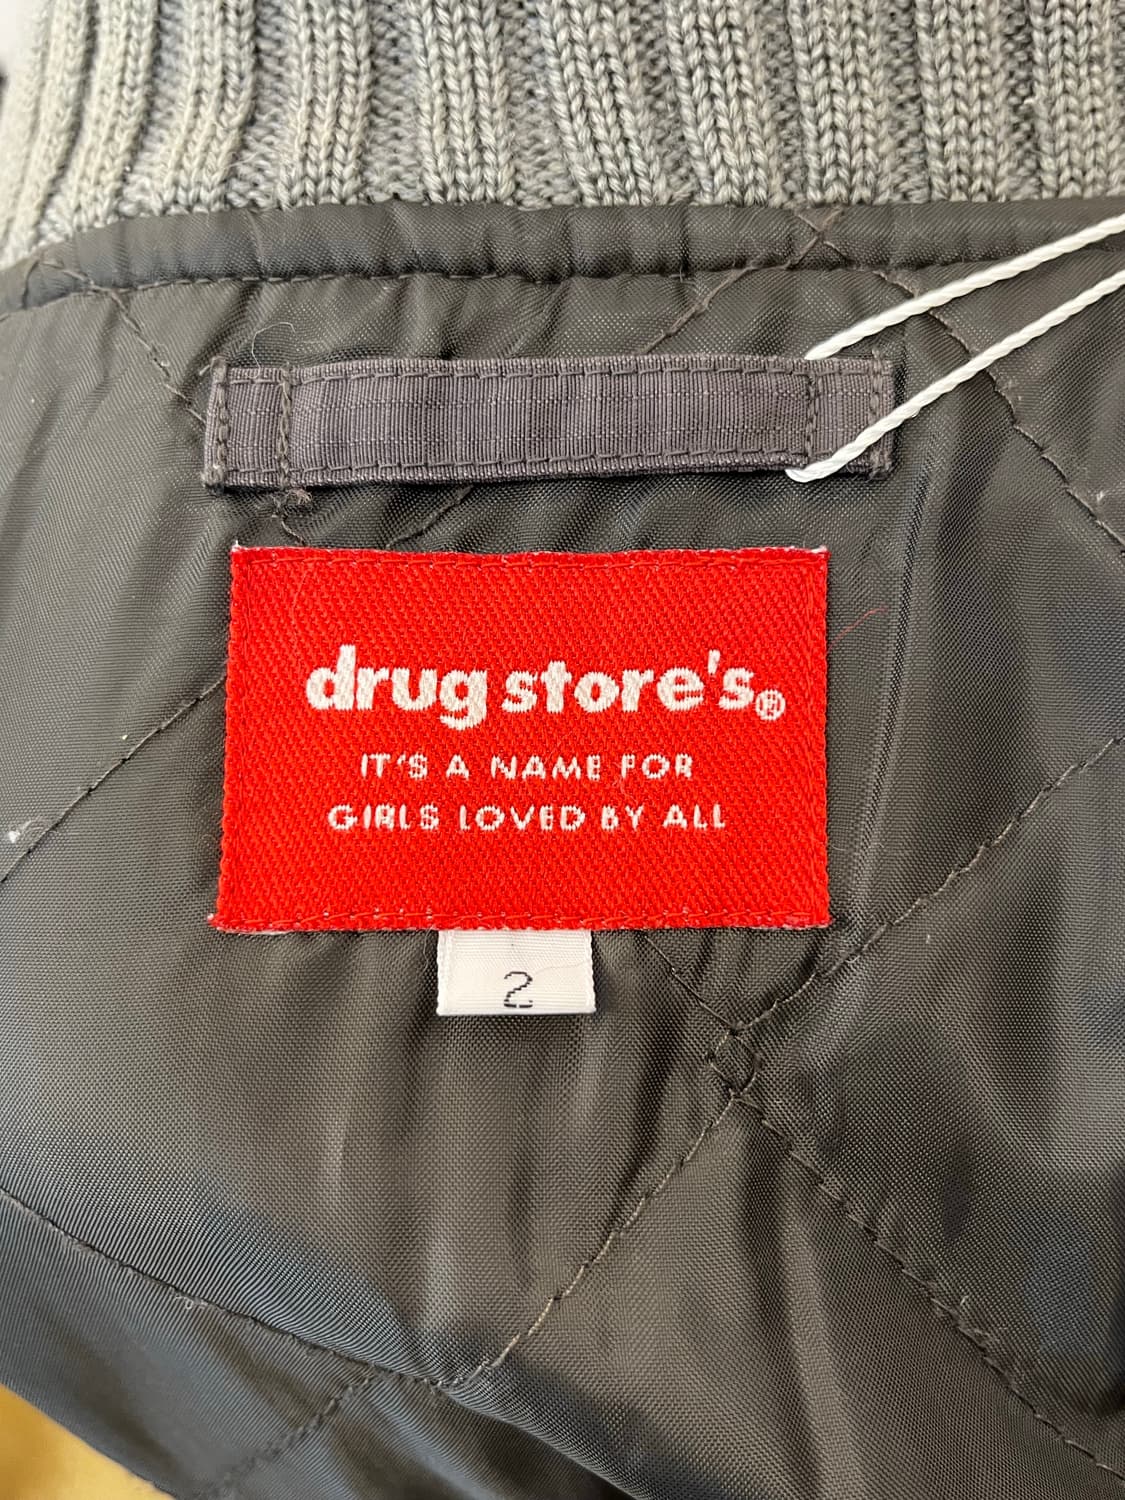 drug store's®
IT'S A NAME FOR
GIRLS LOVED BY ALL
2